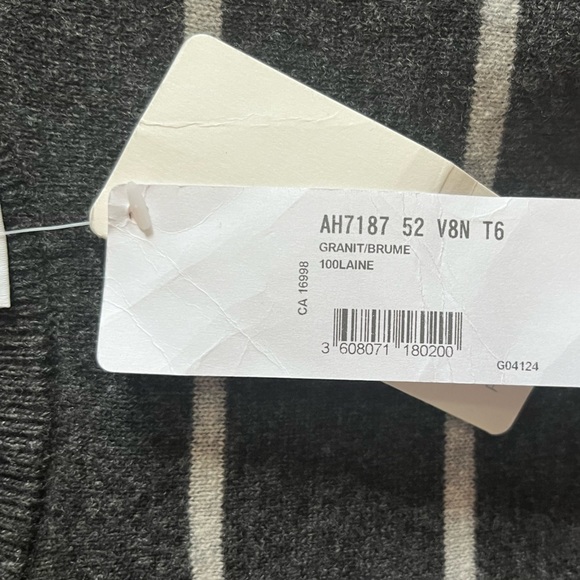 AH7187 52 V8N T6
GRANIT/BRUME
100LAINE
CA 16998
3 608071 180200
G04124